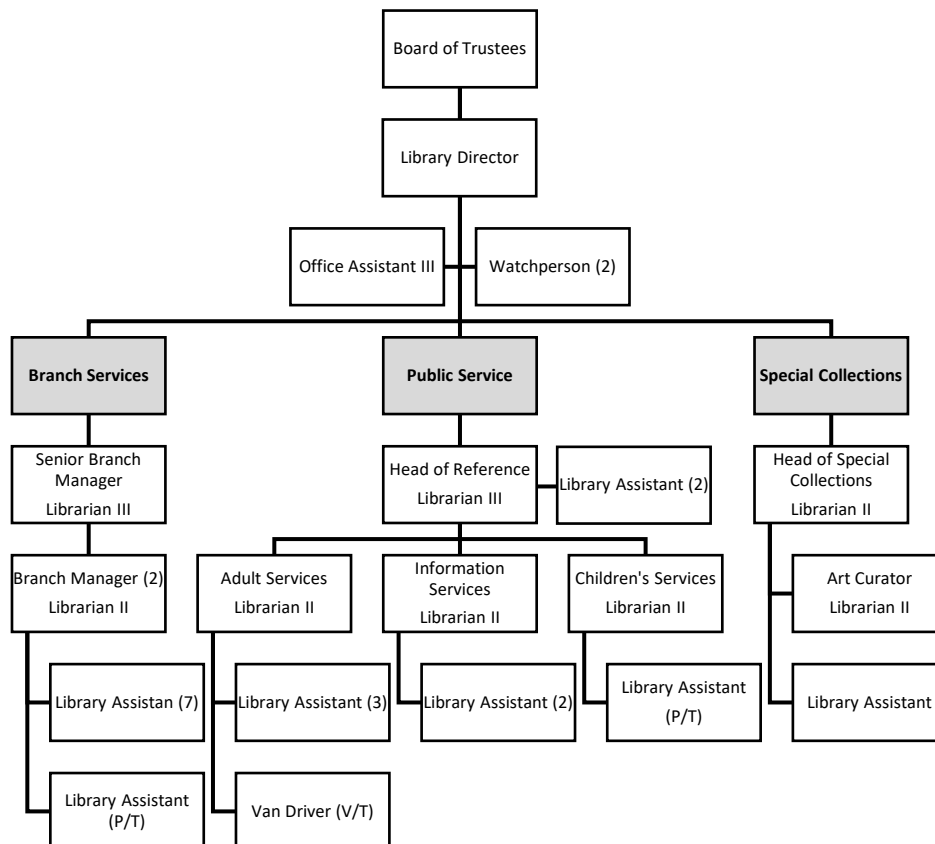 Board of Trustees
Library Director
Office Assistant III
Watchperson (2)
Branch Services
Public Service
Special Collections
Senior Branch
Manager
Librarian III
Head of Reference
Librarian III
Library Assistant (2)
Head of Special
Collections
Librarian II
Branch Manager (2)
Librarian II
Adult Services
Librarian II
Information
Services
Librarian II
Children's Services
Librarian II
Art Curator
Librarian II
Library Assistan (7)
Library Assistant (3)
Library Assistant (2)
Library Assistant
(P/T)
Library Assistant
Library Assistant
(P/T)
Van Driver (V/T)